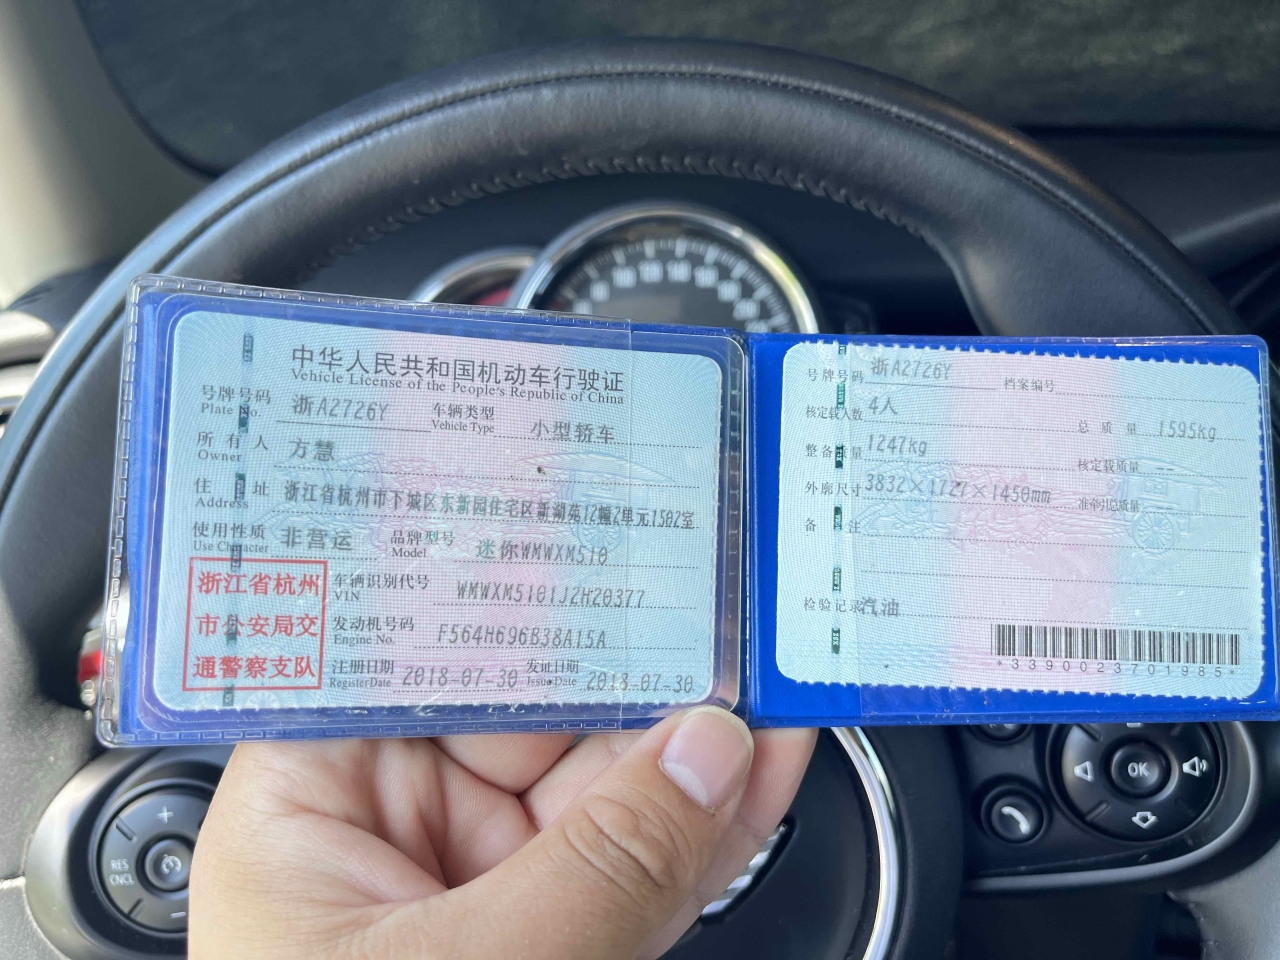 中华人民共和国机动车行驶证
Vehicle License of the People's Republic of China
号牌号码 浙A2726Y 车辆类型 小型轿车
Plate No. Vehicle Type
所有人 方慧
Owner
住址 浙江省杭州市下城区东新园住宅区新湖苑12幢2单元1502室
Address
使用性质 非营运 品牌型号 迷你WMWXM510
Use Character Model
浙江省杭州
市公安局交
通警察支队
车辆识别代号 WMWXM5101J2H20377
VIN
发动机号码 F564H696B38A15A
Engine No.
注册日期 2018-07-30 发证日期 2018-07-30
Register Date Issue Date
号牌号码 浙A2726Y 档案编号
核定载人数 4人 总质量 1595kg
整备质量 1247kg 核定载质量 --
外廓尺寸 3832×1727×1450mm 准牵引总质量 --
备注
检验记录 汽油
*3390023701985*
RES
CNCL
+
-
OK